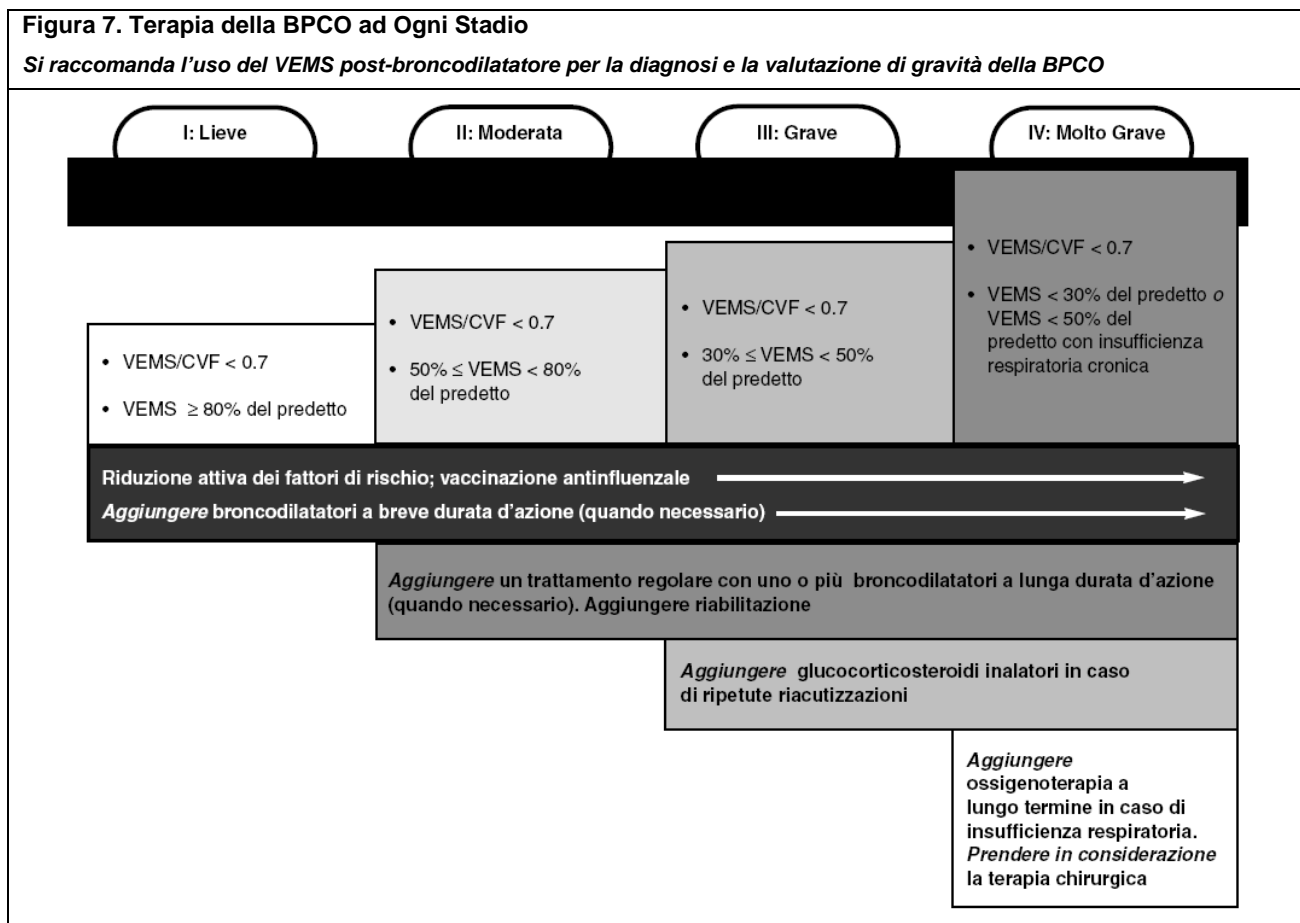 Figura 7. Terapia della BPCO ad Ogni Stadio
Si raccomanda l'uso del VEMS post-broncodilatatore per la diagnosi e la valutazione di gravità della BPCO
I: Lieve
II: Moderata
III: Grave
IV: Molto Grave
• VEMS/CVF < 0.7
• VEMS ≥ 80% del predetto
• VEMS/CVF < 0.7
• 50% ≤ VEMS < 80%
del predetto
• VEMS/CVF < 0.7
• 30% ≤ VEMS < 50%
del predetto
• VEMS/CVF < 0.7
• VEMS < 30% del predetto o
VEMS < 50% del
predetto con insufficienza
respiratoria cronica
Riduzione attiva dei fattori di rischio; vaccinazione antinfluenzale
Aggiungere broncodilatatori a breve durata d'azione (quando necessario)
Aggiungere un trattamento regolare con uno o più broncodilatatori a lunga durata d'azione
(quando necessario). Aggiungere riabilitazione
Aggiungere glucocorticosteroidi inalatori in caso
di ripetute riacutizzazioni
Aggiungere
ossigenoterapia a
lungo termine in caso di
insufficienza respiratoria.
Prendere in considerazione
la terapia chirurgica